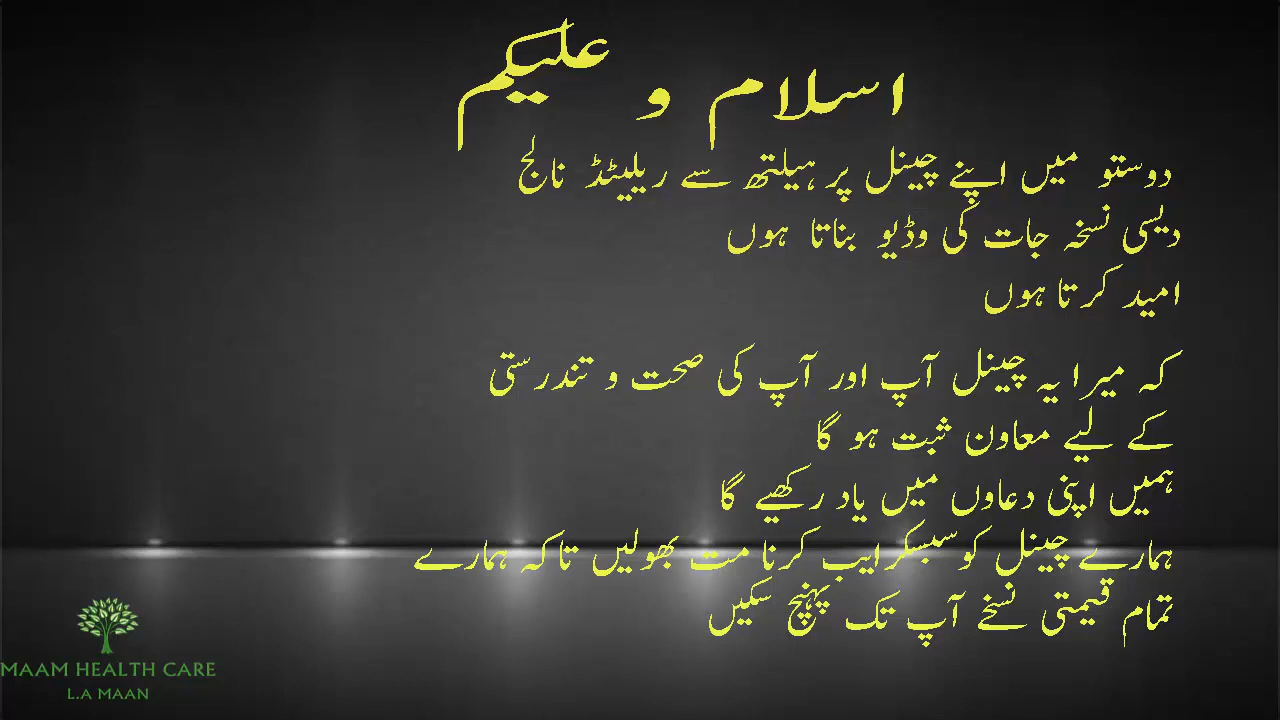 اسلام و علیکم
دوستو میں اپنے چینل پر ہیلتھ سے ریلیٹڈ نالج
دیسی نسخہ جات کی وڈیو بناتا ہوں
امید کرتا ہوں
کہ میرا یہ چینل آپ اور آپ کی صحت و تندرستی
کے لیے معاون ثبت ہو گا
ہمیں اپنی دعاوں میں یاد رکھیے گا
ہمارے چینل کو سبسکرایب کرنا مت بھولیں تاکہ ہمارے
تمام قیمتی نسخے آپ تک پہنچ سکیں
MAAM HEALTH CARE
L.A MAAN